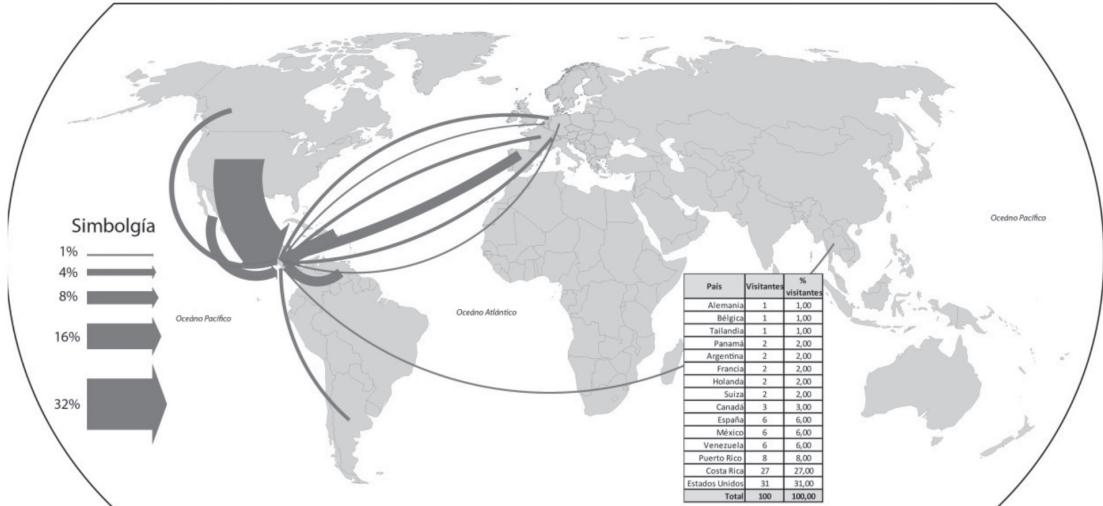 Simbolgía
1%
4%
8%
16%
32%
Oceáno Pacífico
Oceáno Atlántico
Oceáno Pacífico
País Visitantes % visitantes
Alemania 1 1,00
Bélgica 1 1,00
Tailandia 1 1,00
Panamá 2 2,00
Argentina 2 2,00
Francia 2 2,00
Holanda 2 2,00
Suiza 2 2,00
Canadá 3 3,00
España 6 6,00
México 6 6,00
Venezuela 6 6,00
Puerto Rico 8 8,00
Costa Rica 27 27,00
Estados Unidos 31 31,00
Total 100 100,00